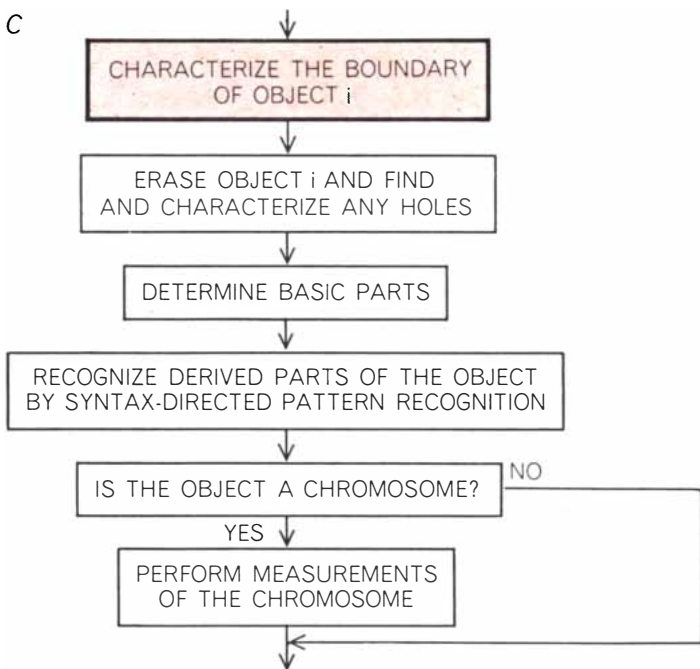 C
CHARACTERIZE THE BOUNDARY
OF OBJECT i
ERASE OBJECT i AND FIND
AND CHARACTERIZE ANY HOLES
DETERMINE BASIC PARTS
RECOGNIZE DERIVED PARTS OF THE OBJECT
BY SYNTAX-DIRECTED PATTERN RECOGNITION
IS THE OBJECT A CHROMOSOME?
NO
YES
PERFORM MEASUREMENTS
OF THE CHROMOSOME